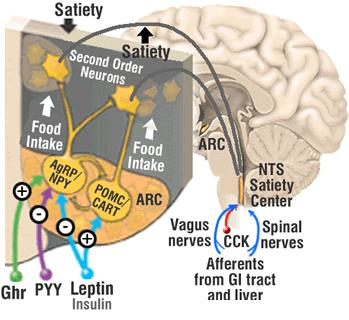 Satiety
Satiety
Second Order
Neurons
Food
Intake
Food
Intake
ARC
AgRP/
NPY
POMC/
CART
ARC
NTS
Satiety
Center
Vagus
nerves
CCK
Spinal
nerves
Afferents
from GI tract
and liver
+
-
-
+
Ghr
PYY
Leptin
Insulin